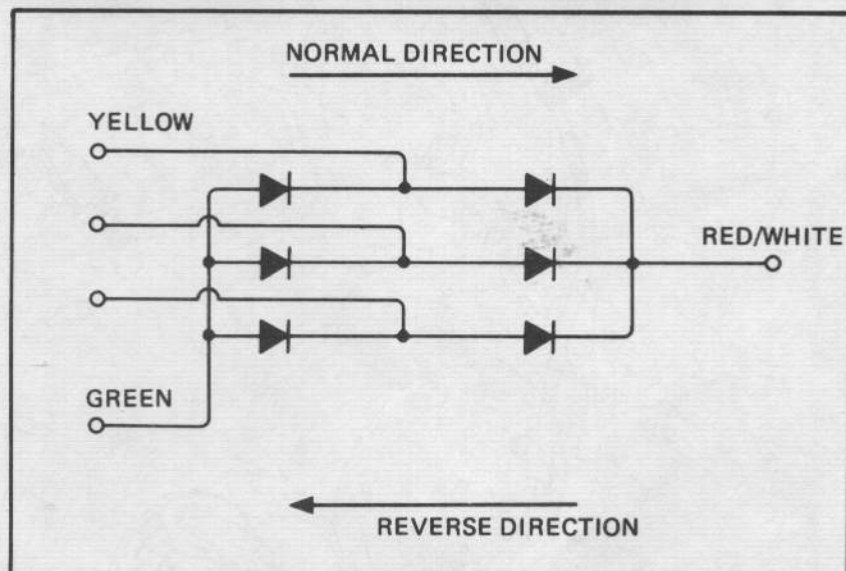 NORMAL DIRECTION
YELLOW
RED/WHITE
GREEN
REVERSE DIRECTION